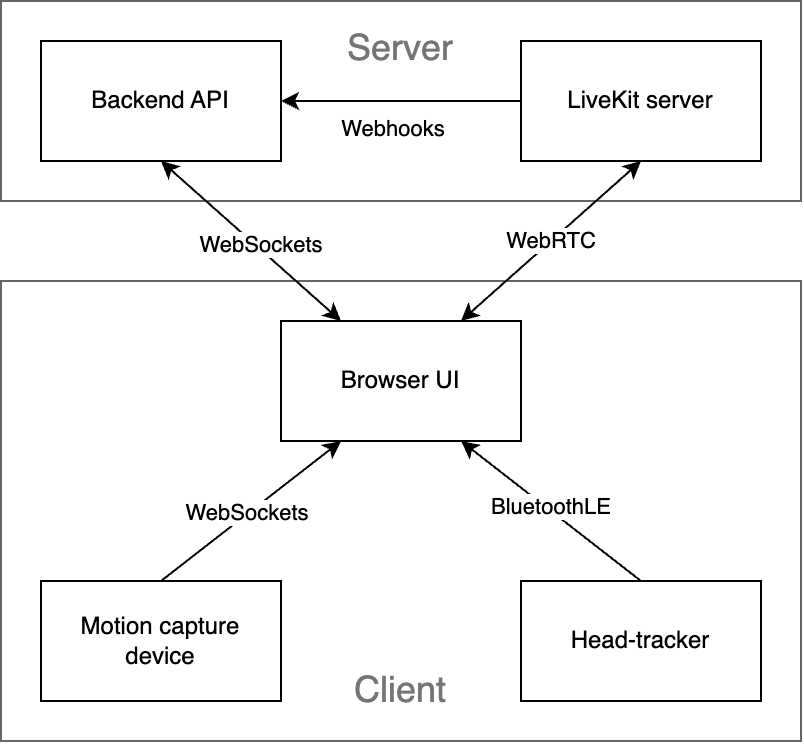 Server
Backend API
LiveKit server
Webhooks
WebSockets
WebRTC
Browser UI
WebSockets
BluetoothLE
Motion capture
device
Head-tracker
Client